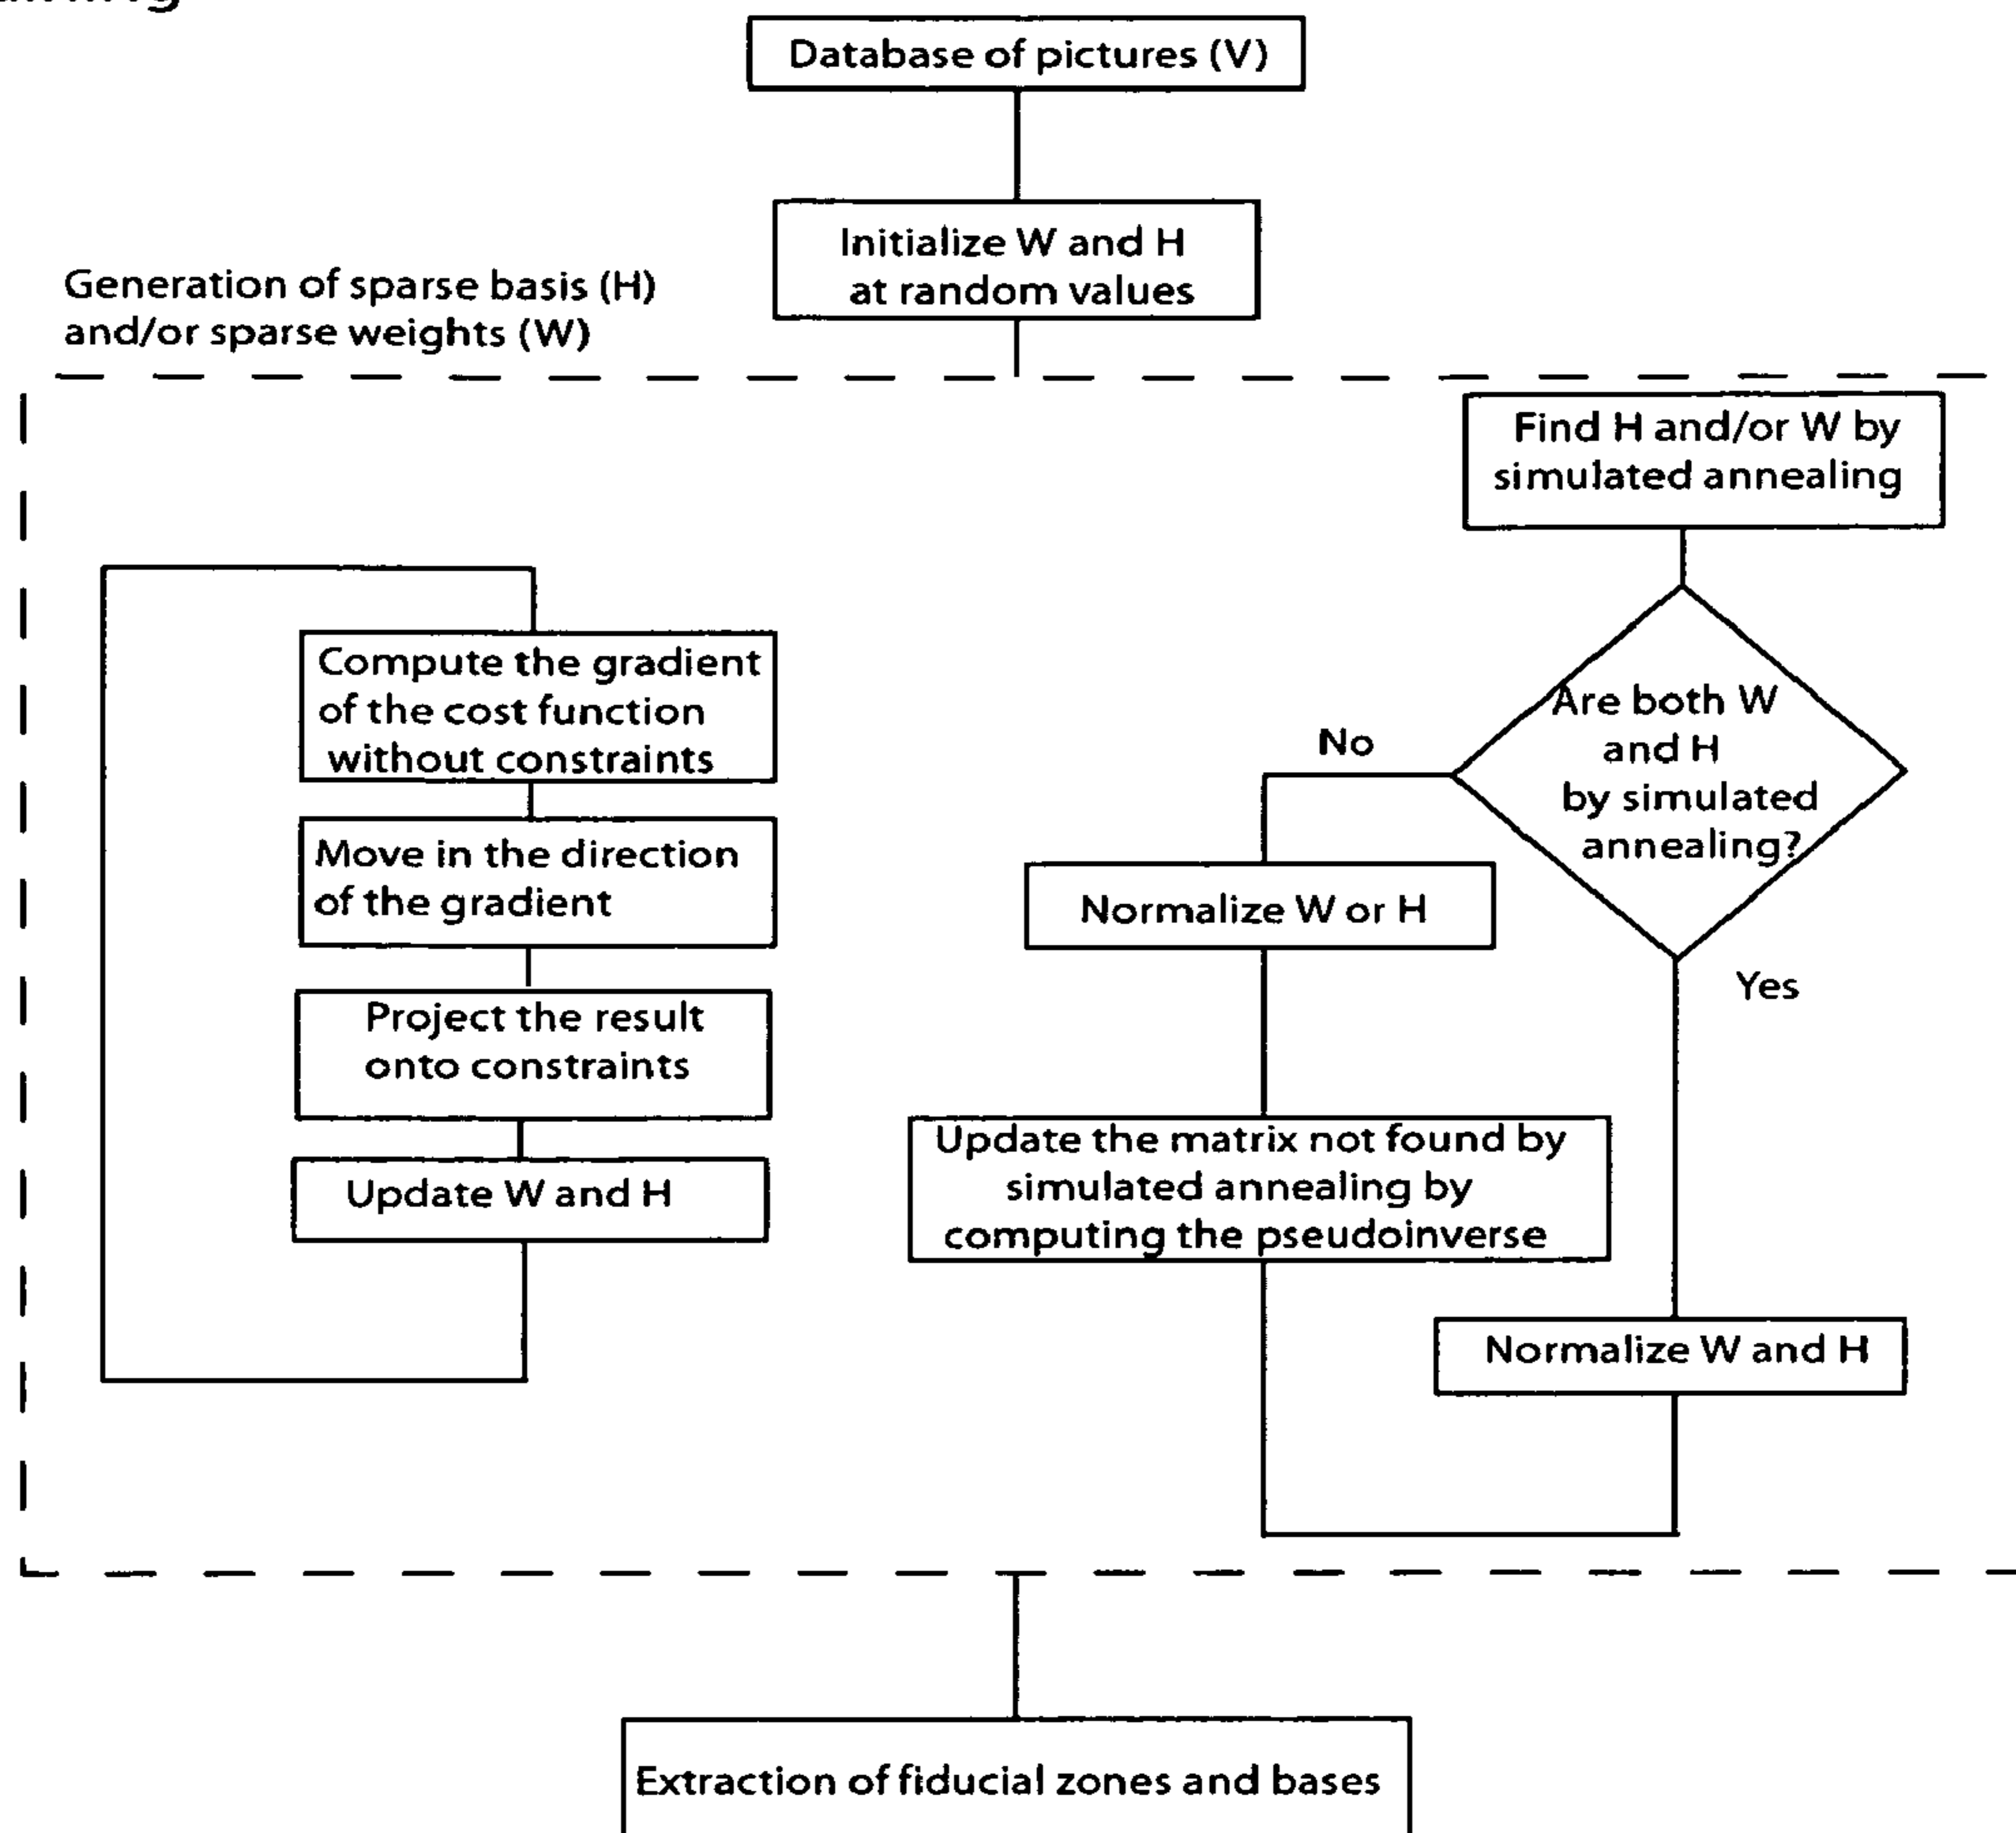 Database of pictures (V)
Initialize W and H
at random values
Generation of sparse basis (H)
and/or sparse weights (W)
Find H and/or W by
simulated annealing
Compute the gradient
of the cost function
without constraints
Move in the direction
of the gradient
Project the result
onto constraints
Update W and H
Are both W
and H
by simulated
annealing?
No
Yes
Normalize W or H
Update the matrix not found by
simulated annealing by
computing the pseudoinverse
Normalize W and H
Extraction of fiducial zones and bases